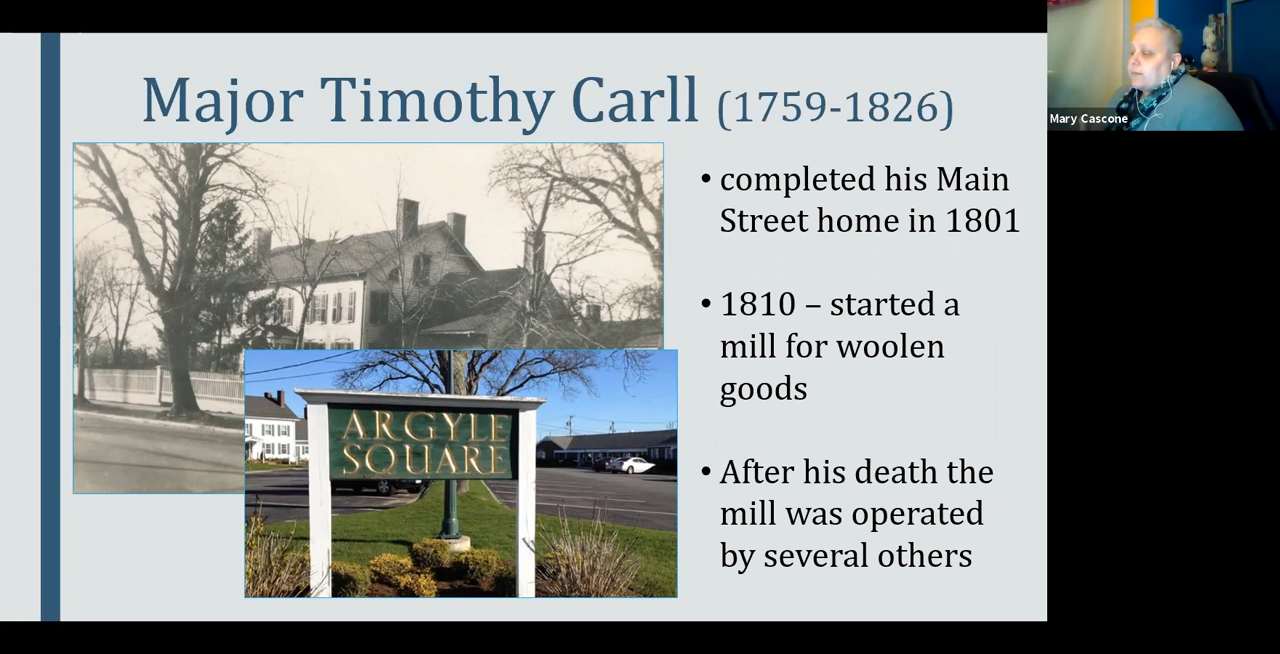 Major Timothy Carll (1759-1826)
• completed his Main
Street home in 1801
• 1810 – started a
mill for woolen
goods
• After his death the
mill was operated
by several others
ARGYLE
SQUARE
Mary Cascone